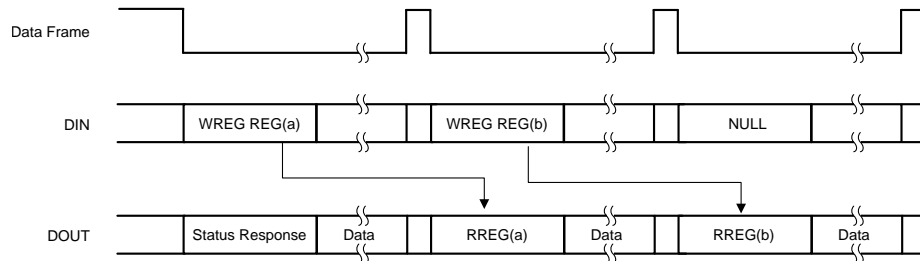 Data Frame
DIN WREG REG(a) WREG REG(b) NULL
DOUT Status Response Data RREG(a) Data RREG(b) Data